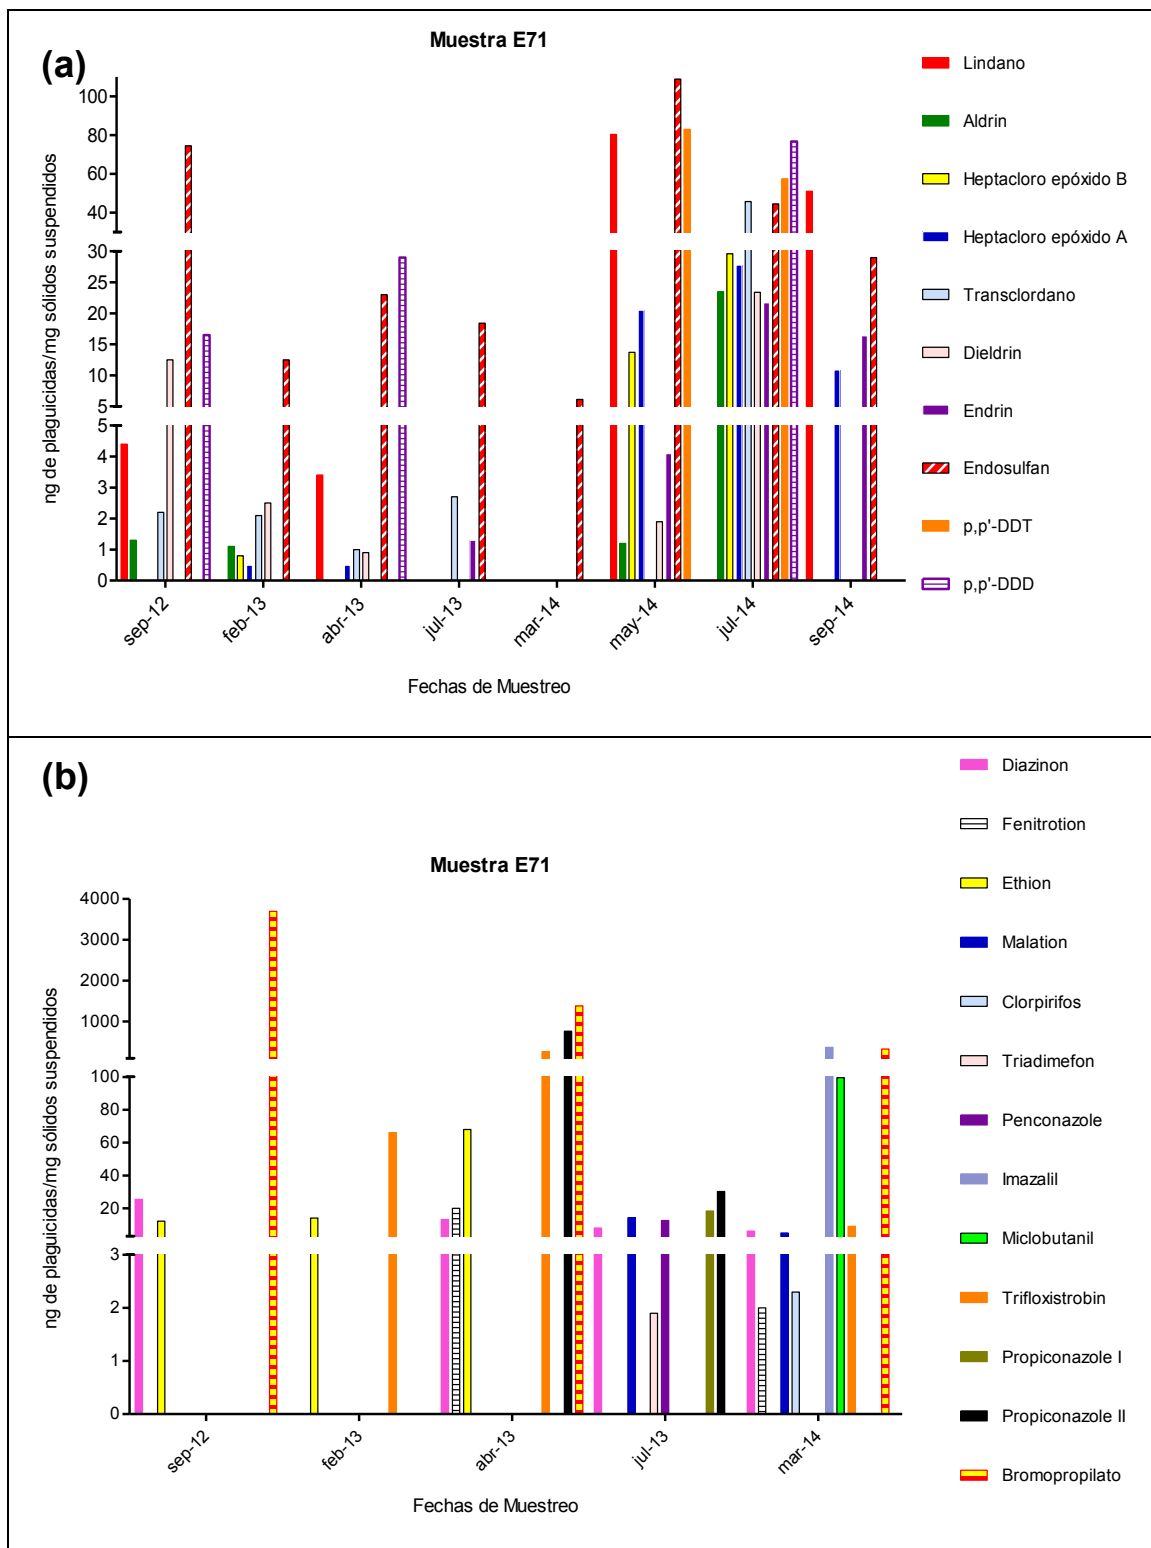 (a)
Muestra E71
ng de plaguicidas/mg sólidos suspendidos
100
80
60
40
30
25
20
15
10
5
5
4
3
2
1
0
sep-12
feb-13
abr-13
jul-13
mar-14
may-14
jul-14
sep-14
Fechas de Muestreo
Lindano
Aldrin
Heptacloro epóxido B
Heptacloro epóxido A
Transclordano
Dieldrin
Endrin
Endosulfan
p,p'-DDT
p,p'-DDD
(b)
Muestra E71
ng de plaguicidas/mg sólidos suspendidos
4000
3000
2000
1000
100
80
60
40
20
3
2
1
0
sep-12
feb-13
abr-13
jul-13
mar-14
Fechas de Muestreo
Diazinon
Fenitrotion
Ethion
Malation
Clorpirifos
Triadimefon
Penconazole
Imazalil
Miclobutanil
Trifloxistrobin
Propiconazole I
Propiconazole II
Bromopropilato